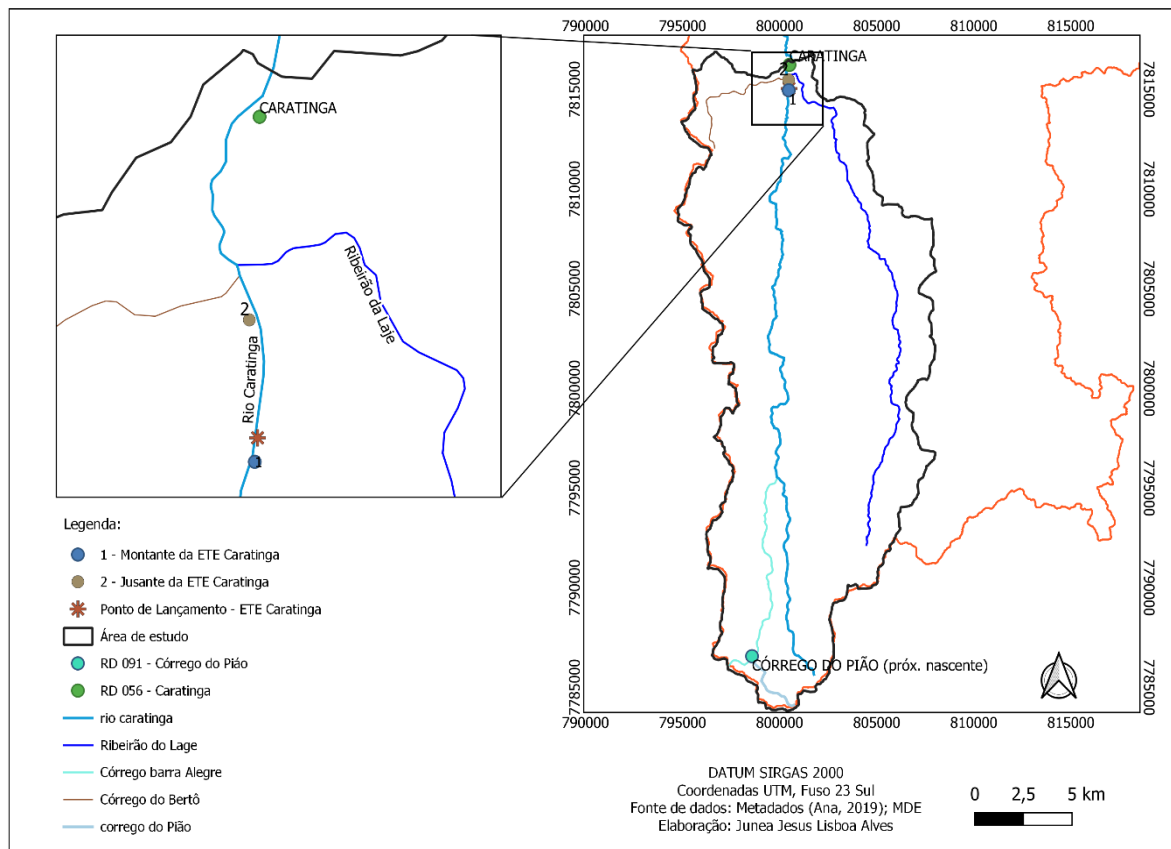 790000 795000 800000 805000 810000 815000
CARATINGA
2
1
CARATINGA
Ribeirão da Laje
2
Rio Caratinga
1
7815000
7810000
7805000
7800000
7795000
7790000
7785000
7815000
7810000
7805000
7800000
7795000
7790000
7785000
CÓRREGO DO PIÃO (próx. nascente)
790000 795000 800000 805000 810000 815000
Legenda:
1 - Montante da ETE Caratinga
2 - Jusante da ETE Caratinga
Ponto de Lançamento - ETE Caratinga
Área de estudo
RD 091 - Córrego do Pião
RD 056 - Caratinga
rio caratinga
Ribeirão do Lage
Córrego barra Alegre
Córrego do Bertô
corrego do Pião
DATUM SIRGAS 2000
Coordenadas UTM, Fuso 23 Sul
Fonte de dados: Metadados (Ana, 2019); MDE
Elaboração: Junea Jesus Lisboa Alves
0 2,5 5 km